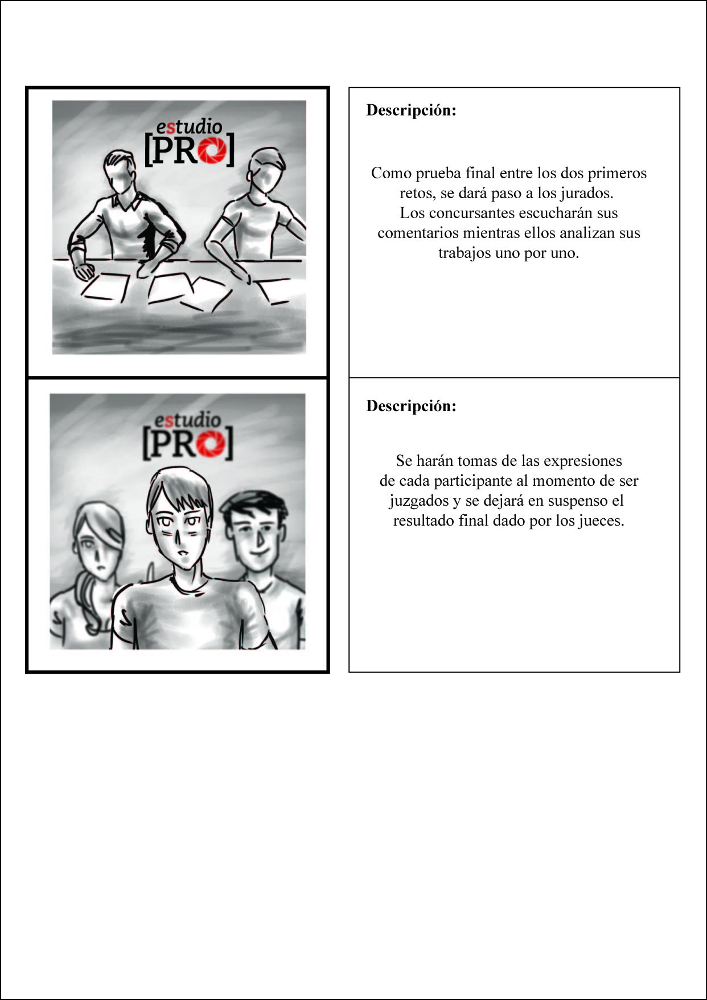 estudio
[PRO]
Descripción:
Como prueba final entre los dos primeros
retos, se dará paso a los jurados.
Los concursantes escucharán sus
comentarios mientras ellos analizan sus
trabajos uno por uno.
estudio
[PRO]
Descripción:
Se harán tomas de las expresiones
de cada participante al momento de ser
juzgados y se dejará en suspenso el
resultado final dado por los jueces.